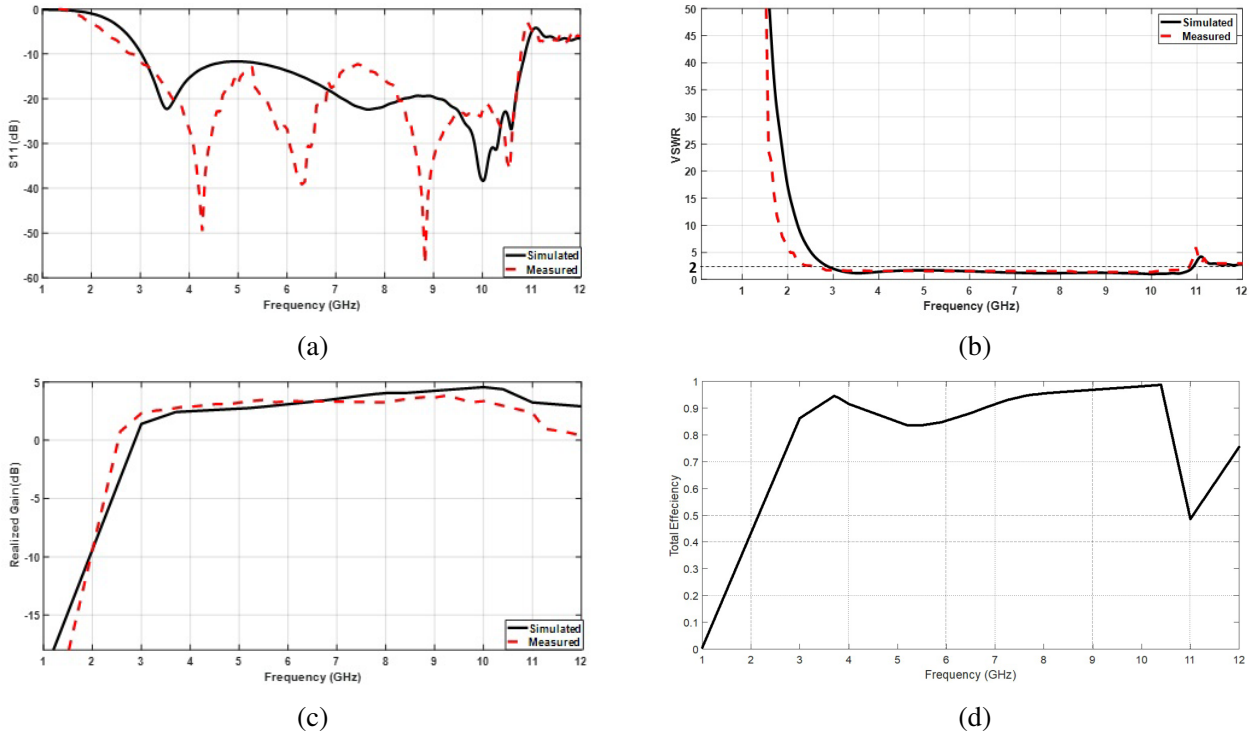 0
-10
-20
-30
-40
-50
-60
S11 (dB)
1 2 3 4 5 6 7 8 9 10 11 12
Frequency (GHz)
Simulated
Measured
(a)
50
45
40
35
30
25
20
15
10
5
2
0
VSWR
1 2 3 4 5 6 7 8 9 10 11 12
Frequency (GHz)
Simulated
Measured
(b)
5
0
-5
-10
-15
Realized Gain(dB)
1 2 3 4 5 6 7 8 9 10 11 12
Frequency (GHz)
Simulated
Measured
(c)
1
0.9
0.8
0.7
0.6
0.5
0.4
0.3
0.2
0.1
0
Total Effeciency
1 2 3 4 5 6 7 8 9 10 11 12
Frequency (GHz)
(d)